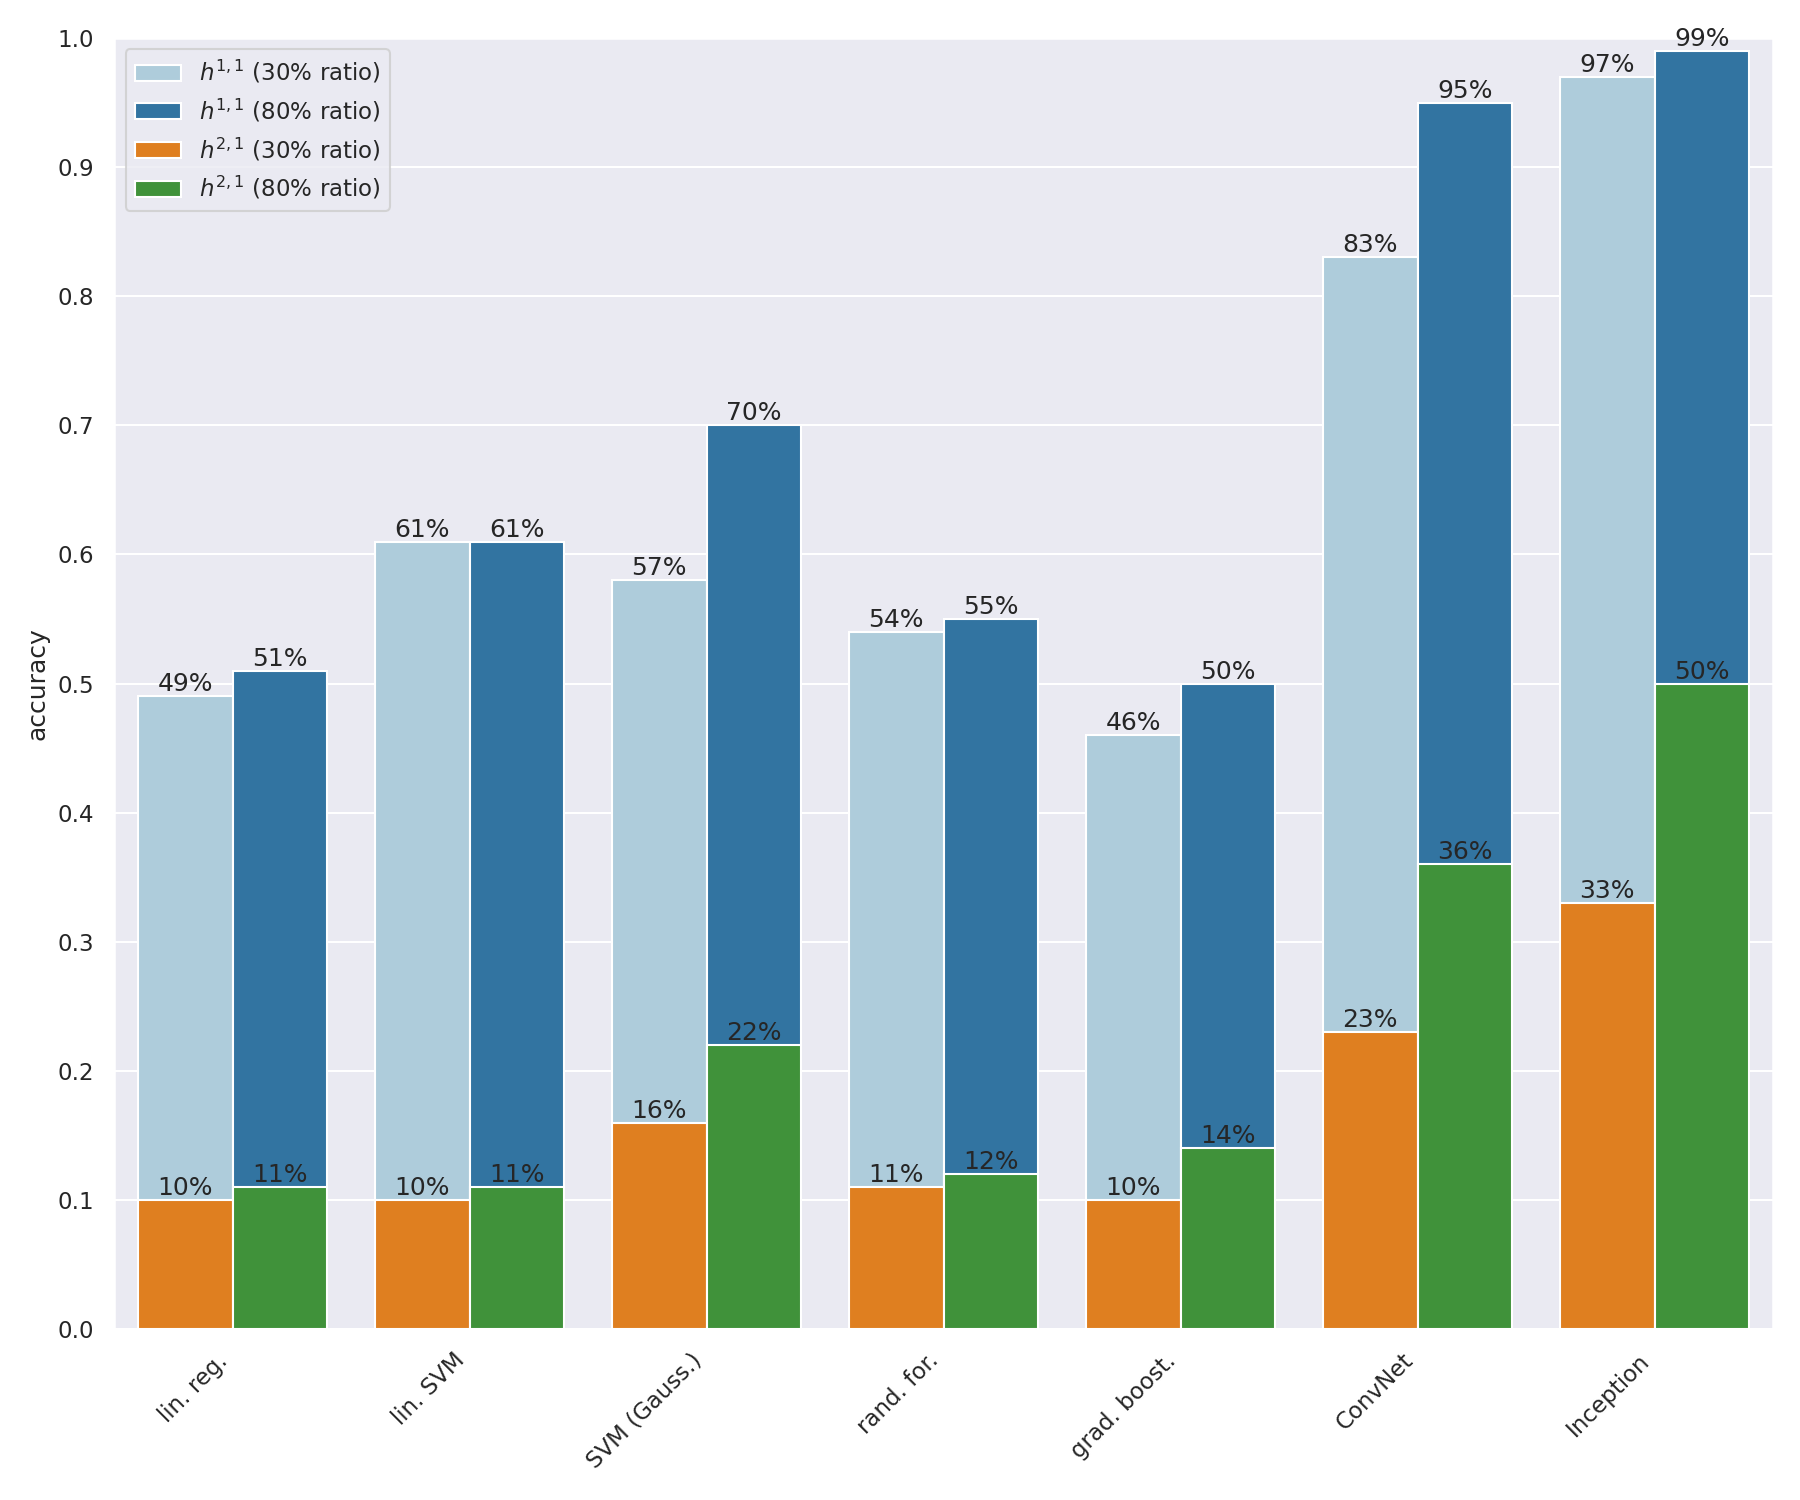 1.0
0.9
0.8
0.7
0.6
0.5
0.4
0.3
0.2
0.1
0.0
accuracy
h^{1,1} (30% ratio)
h^{1,1} (80% ratio)
h^{2,1} (30% ratio)
h^{2,1} (80% ratio)
49% 51%
10% 11%
61% 61%
10% 11%
57% 70%
16% 22%
54% 55%
11% 12%
46% 50%
10% 14%
83% 95%
23% 36%
97% 99%
33% 50%
lin. reg.
lin. SVM
SVM (Gauss.)
rand. for.
grad. boost.
ConvNet
Inception